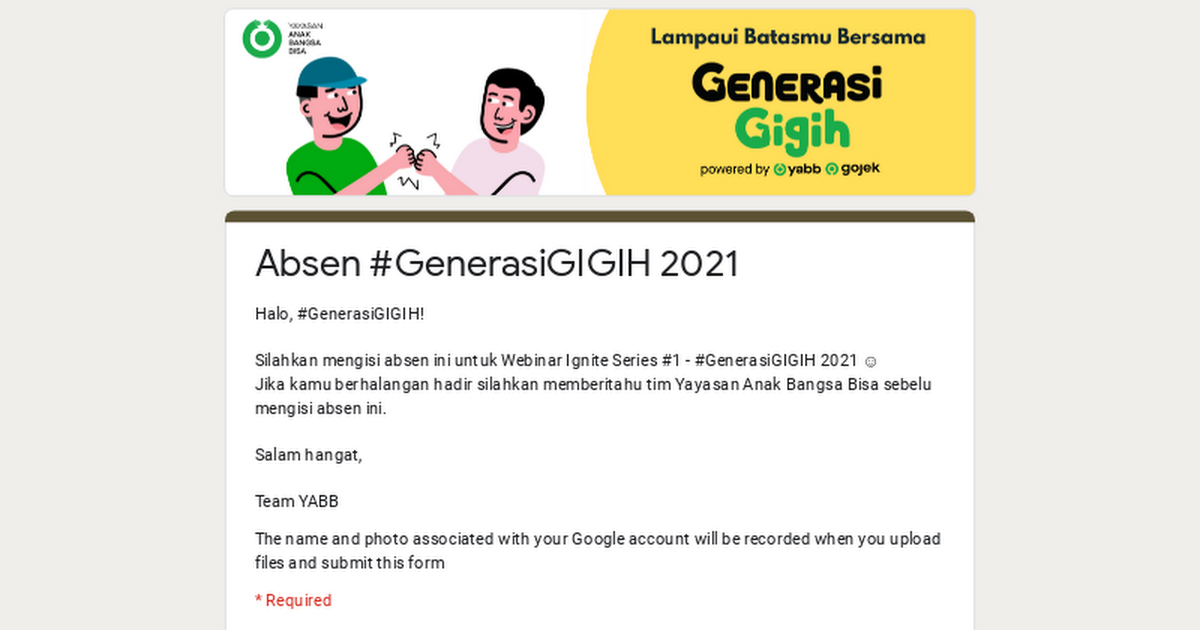 YAYASAN
ANAK
BANGSA
BISA
Lampaui Batasmu Bersama
GENERASI
Gigih
powered by yabb gojek
Absen #GenerasiGIGIH 2021
Halo, #GenerasiGIGIH!
Silahkan mengisi absen ini untuk Webinar Ignite Series #1 - #GenerasiGIGIH 2021 ☺
Jika kamu berhalangan hadir silahkan memberitahu tim Yayasan Anak Bangsa Bisa sebelu
mengisi absen ini.
Salam hangat,
Team YABB
The name and photo associated with your Google account will be recorded when you upload
files and submit this form
* Required